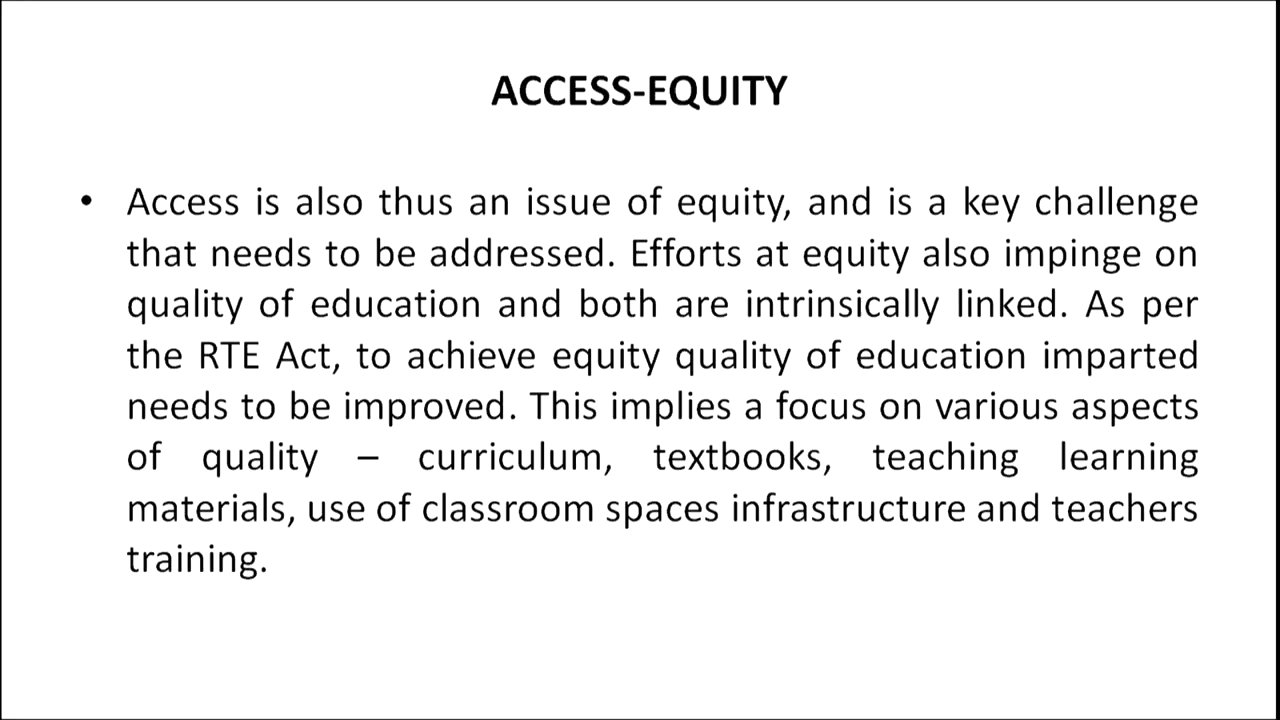 ACCESS-EQUITY
• Access is also thus an issue of equity, and is a key challenge
that needs to be addressed. Efforts at equity also impinge on
quality of education and both are intrinsically linked. As per
the RTE Act, to achieve equity quality of education imparted
needs to be improved. This implies a focus on various aspects
of quality – curriculum, textbooks, teaching learning
materials, use of classroom spaces infrastructure and teachers
training.